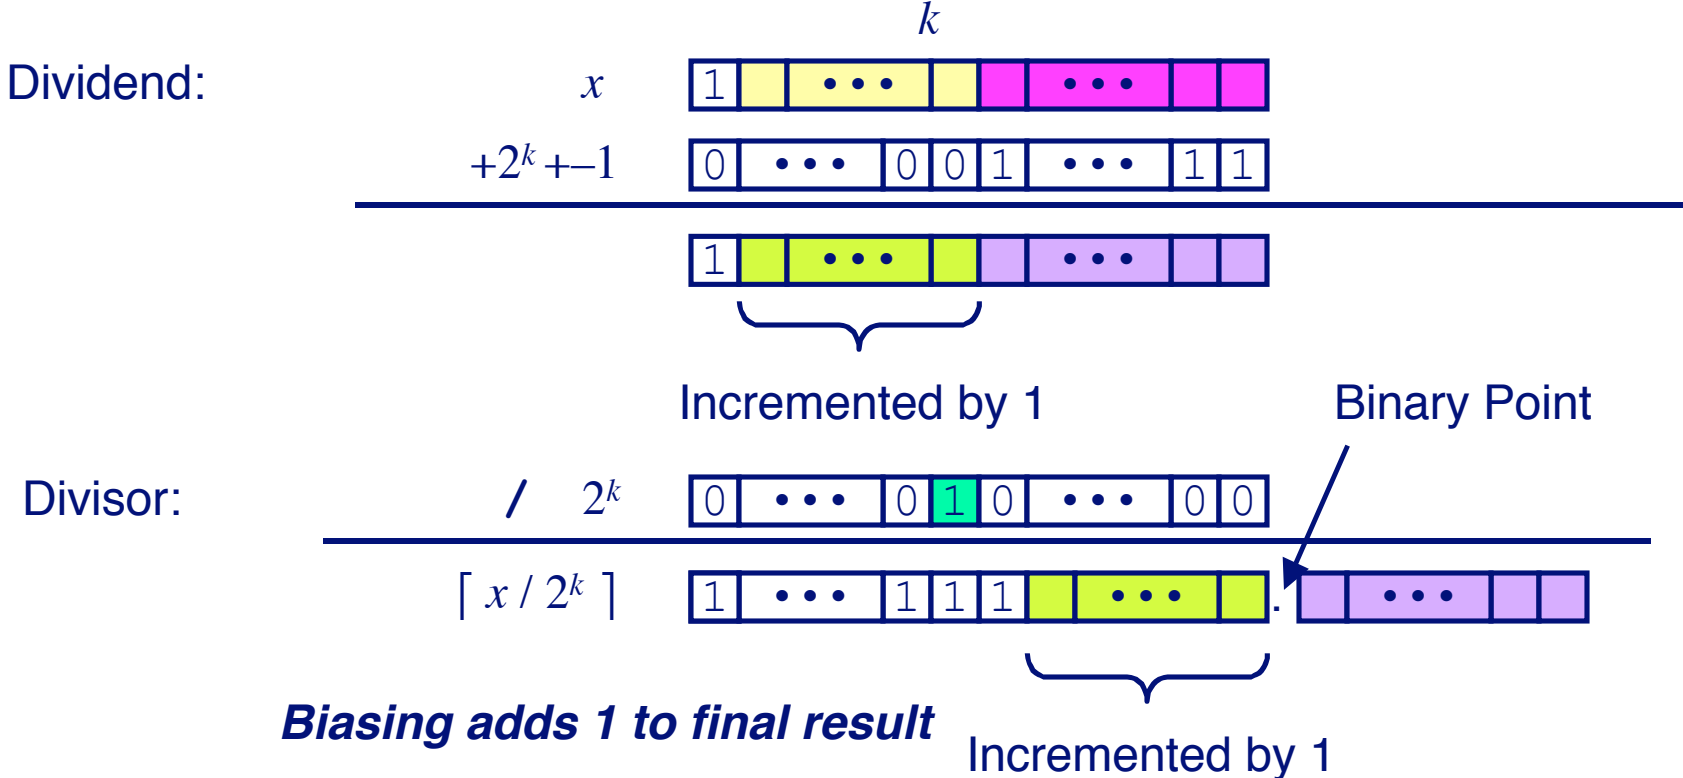 k
Dividend: x 1 ••• •••
+2^k +–1 0 ••• 0 0 1 ••• 1 1
1 ••• •••
Incremented by 1
Binary Point
Divisor: / 2^k 0 ••• 0 1 0 ••• 0 0
⌈ x / 2^k ⌉ 1 ••• 1 1 1 ••• . •••
Biasing adds 1 to final result
Incremented by 1